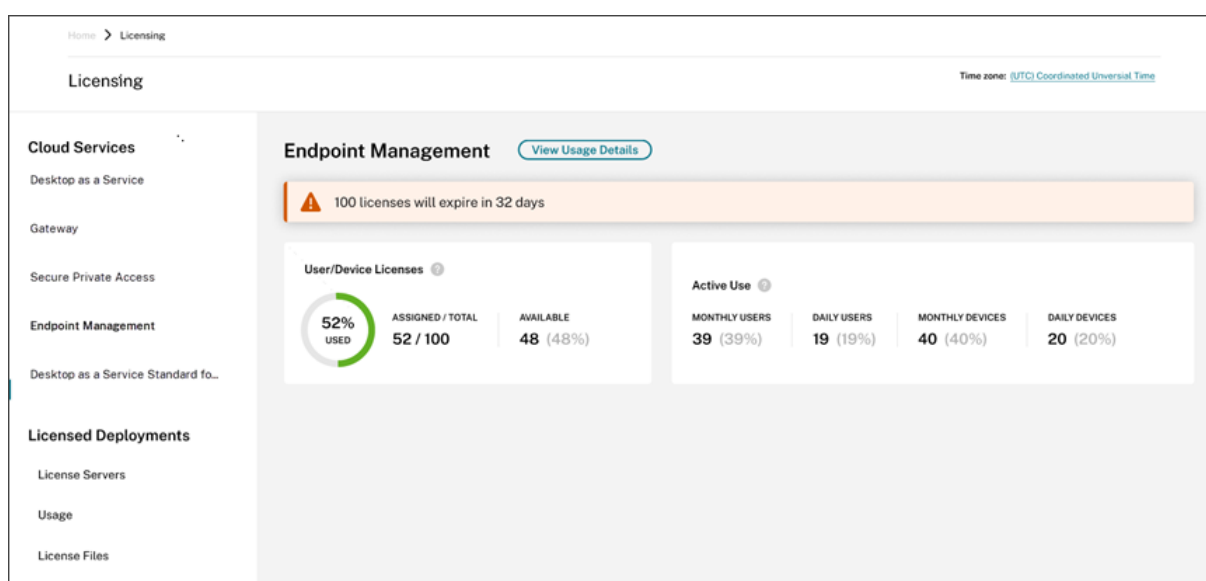 Home > Licensing
Licensing
Time zone: (UTC) Coordinated Unversial Time
Cloud Services
Desktop as a Service
Gateway
Secure Private Access
Endpoint Management
Desktop as a Service Standard fo...
Licensed Deployments
License Servers
Usage
License Files
Endpoint Management
View Usage Details
100 licenses will expire in 32 days
User/Device Licenses ?
52%
USED
ASSIGNED / TOTAL
52 / 100
AVAILABLE
48 (48%)
Active Use ?
MONTHLY USERS
39 (39%)
DAILY USERS
19 (19%)
MONTHLY DEVICES
40 (40%)
DAILY DEVICES
20 (20%)